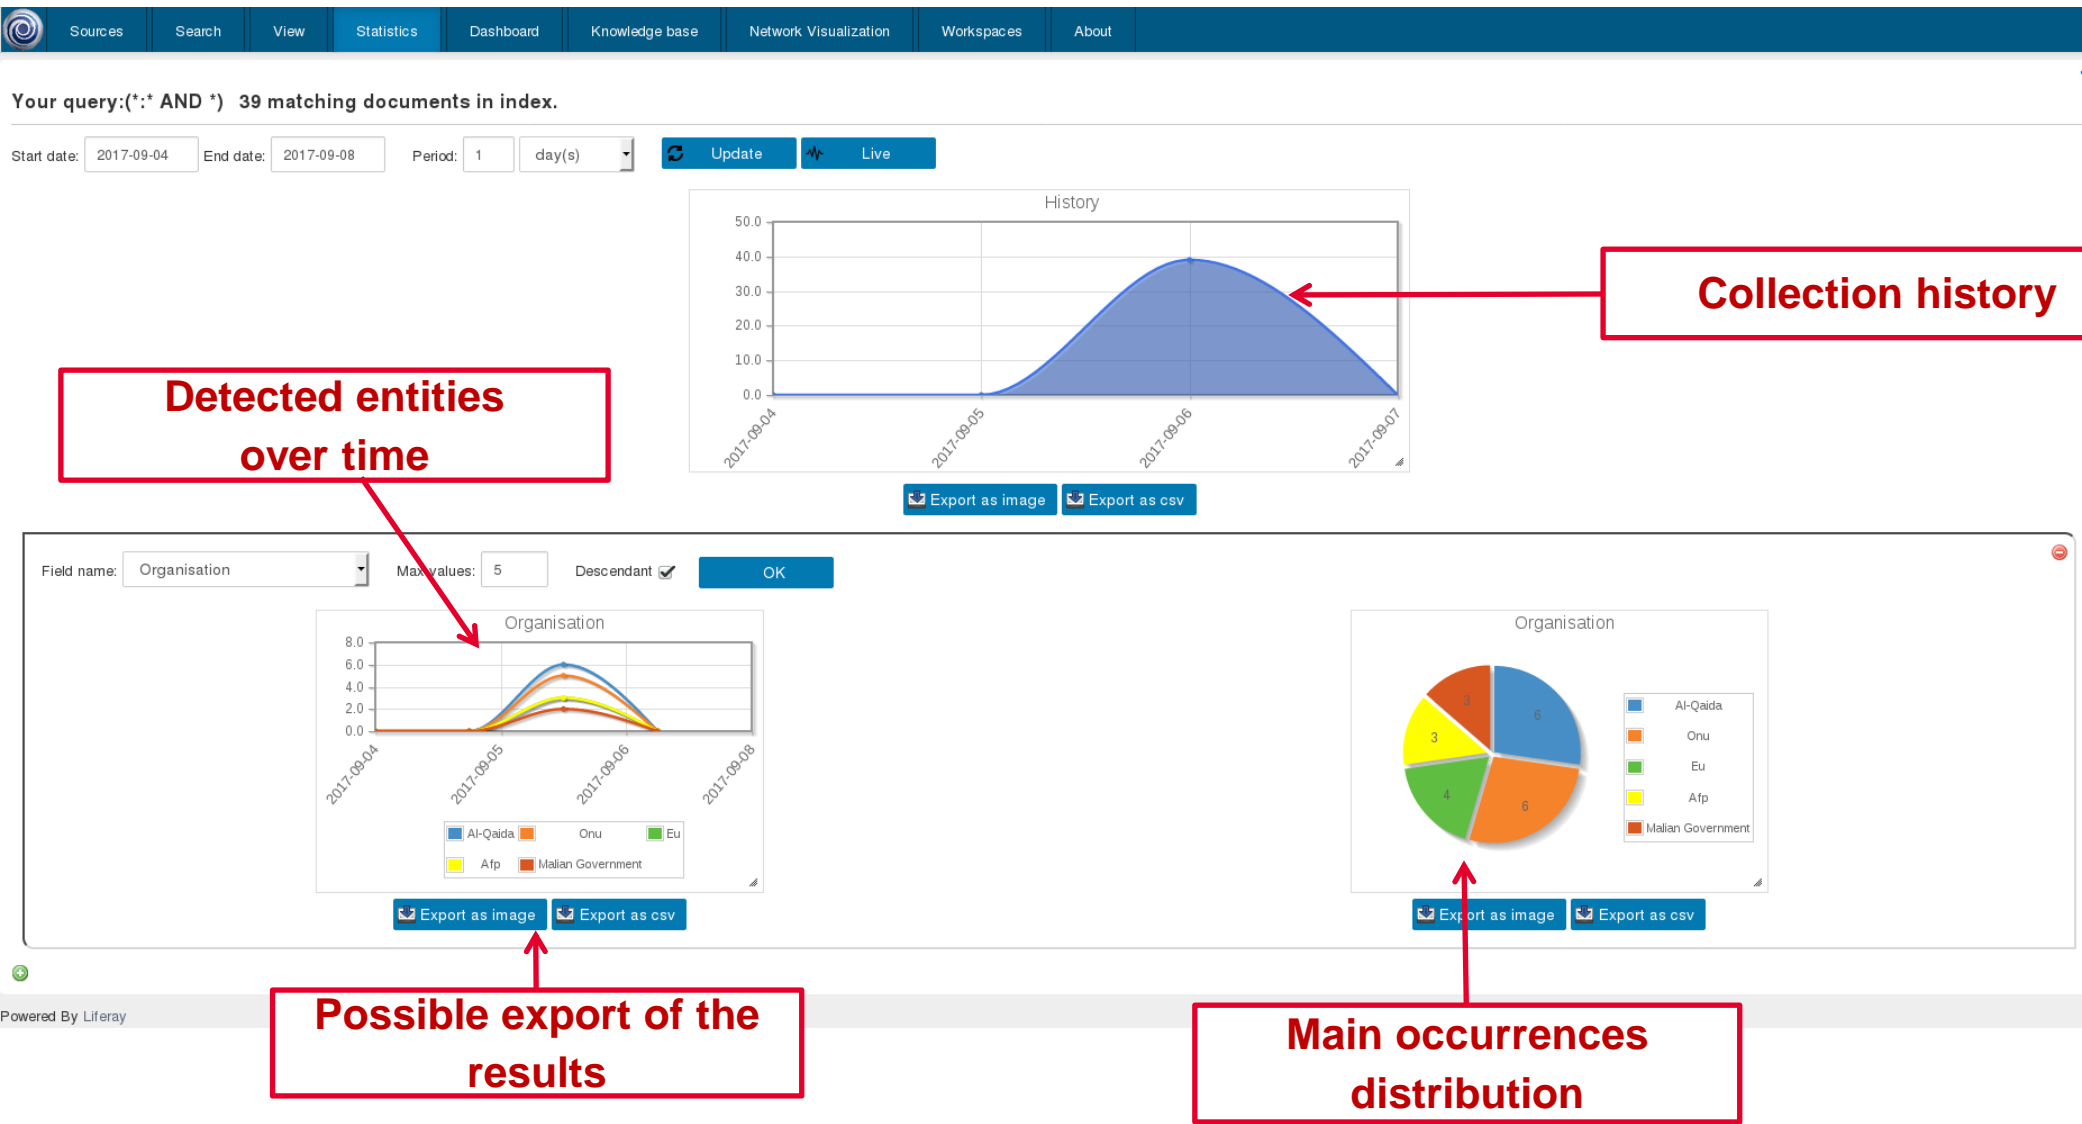 Sources Search View Statistics Dashboard Knowledge base Network Visualization Workspaces About
Your query:(*:* AND *) 39 matching documents in index.
Start date: 2017-09-04 End date: 2017-09-08 Period: 1 day(s) Update Live
History
50.0
40.0
30.0
20.0
10.0
0.0
2017-09-04 2017-09-05 2017-09-06 2017-09-07
Collection history
Detected entities
over time
Export as image Export as csv
Field name: Organisation Max values: 5 Descendant OK
Organisation
8.0
6.0
4.0
2.0
0.0
2017-09-04 2017-09-05 2017-09-06 2017-09-08
Al-Qaida Onu Eu
Afp Malian Government
Export as image Export as csv
Organisation
3 6
3
4 6
Al-Qaida
Onu
Eu
Afp
Malian Government
Export as image Export as csv
Possible export of the
results
Main occurrences
distribution
Powered By Liferay